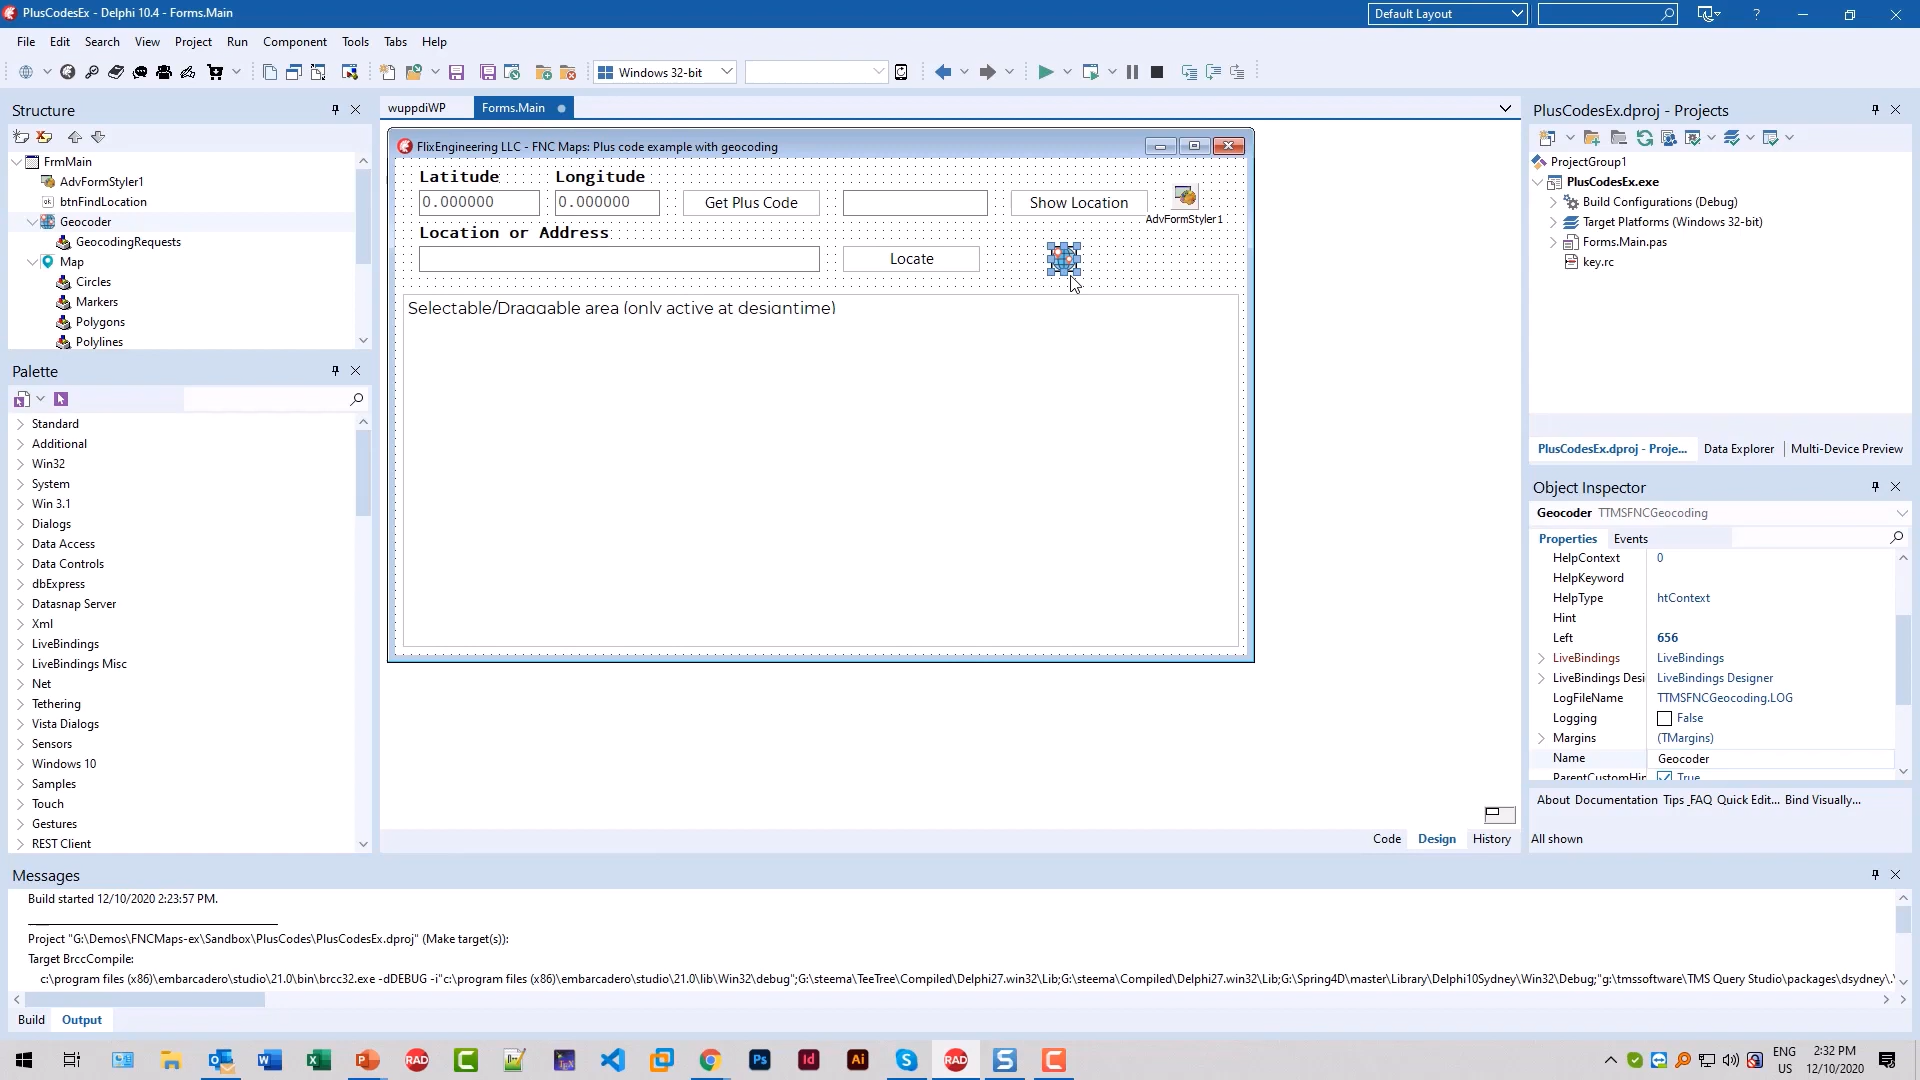 PlusCodesEx - Delphi 10.4 - Forms.Main
Default Layout
File Edit Search View Project Run Component Tools Tabs Help
Windows 32-bit
Structure
FrmMain
AdvFormStyler1
btnFindLocation
Geocoder
GeocodingRequests
Map
Circles
Markers
Polygons
Polylines
Palette
Standard
Additional
Win32
System
Win 3.1
Dialogs
Data Access
Data Controls
dbExpress
Datasnap Server
Xml
LiveBindings
LiveBindings Misc
Net
Tethering
Vista Dialogs
Sensors
Windows 10
Samples
Touch
Gestures
REST Client
wuppdiWP Forms.Main
FlixEngineering LLC - FNC Maps: Plus code example with geocoding
Latitude Longitude
0.000000 0.000000 Get Plus Code Show Location
AdvFormStyler1
Location or Address
Locate
Selectable/Draggable area (only active at designtime)
Code Design History
PlusCodesEx.dproj - Projects
ProjectGroup1
PlusCodesEx.exe
Build Configurations (Debug)
Target Platforms (Windows 32-bit)
Forms.Main.pas
key.rc
PlusCodesEx.dproj - Proje... Data Explorer Multi-Device Preview
Object Inspector
Geocoder TTMSFNCGeocoding
Properties Events
HelpContext 0
HelpKeyword
HelpType htContext
Hint
Left 656
LiveBindings LiveBindings
LiveBindings Desi LiveBindings Designer
LogFileName TTMSFNCGeocoding.LOG
Logging False
Margins (TMargins)
Name Geocoder
ParentCustomHin True
About Documentation Tips_FAQ Quick Edit... Bind Visually...
All shown
Messages
Build started 12/10/2020 2:23:57 PM.
Project "G:\Demos\FNCMaps-ex\Sandbox\PlusCodes\PlusCodesEx.dproj" (Make target(s)):
Target BrccCompile:
c:\program files (x86)\embarcadero\studio\21.0\bin\brcc32.exe -dDEBUG -i"c:\program files (x86)\embarcadero\studio\21.0\lib\Win32\debug";G:\steema\TeeTree\Compiled\Delphi27.win32\Lib;G:\steema\Compiled\Delphi27.win32\Lib;G:\Spring4D\master\Library\Delphi10Sydney\Win32\Debug;"g:\tmssoftware\TMS Query Studio\packages\dsydney\.
Build Output
RAD Ps Id Ai RAD
ENG
US
2:32 PM
12/10/2020